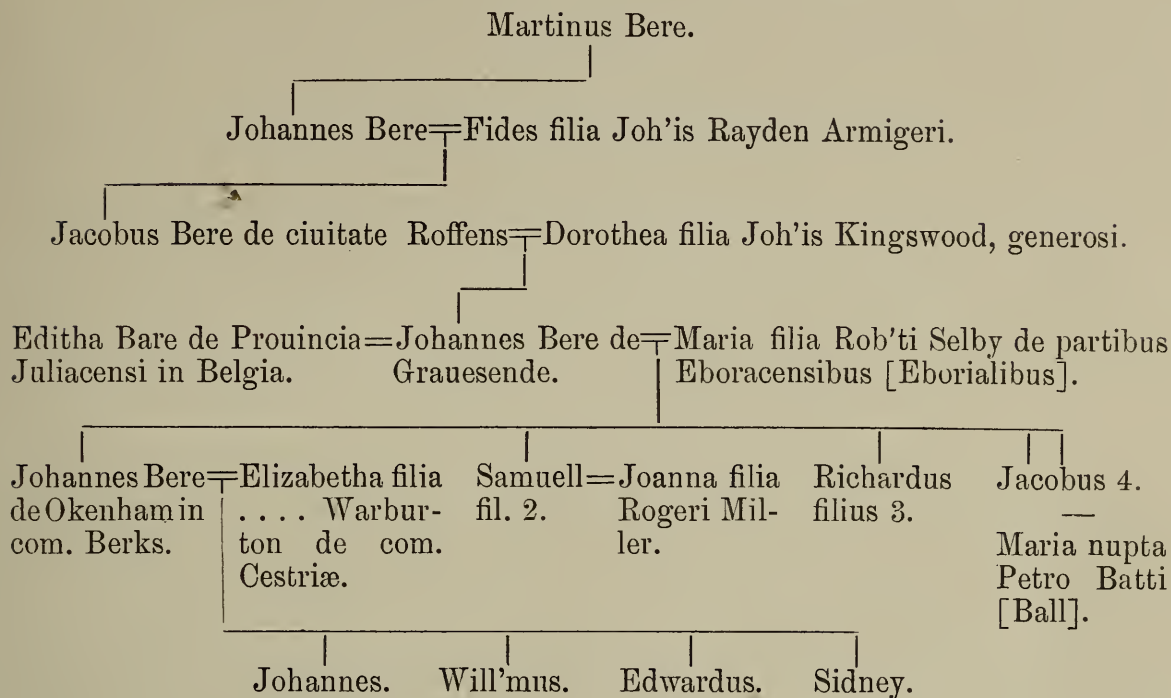 Martinus Bere.
Johannes Bere=Fides filia Joh'is Rayden Armigeri.
Jacobus Bere de ciuitate Roffens=Dorothea filia Joh'is Kingswood, generosi.
Editha Bare de Prouincia=Johannes Bere de=Maria filia Rob'ti Selby de partibus
Juliacensi in Belgia. Grauesende. Eboracensibus [Eborialibus].
Johannes Bere=Elizabetha filia Samuell=Joanna filia Richardus Jacobus 4.
de Okenham in . . . . Warbur- fil. 2. Rogeri Mil- filius 3. —
com. Berks. ton de com. ler. Maria nupta
Cestriæ. Petro Batti
[Ball].
Johannes. Will'mus. Edwardus. Sidney.